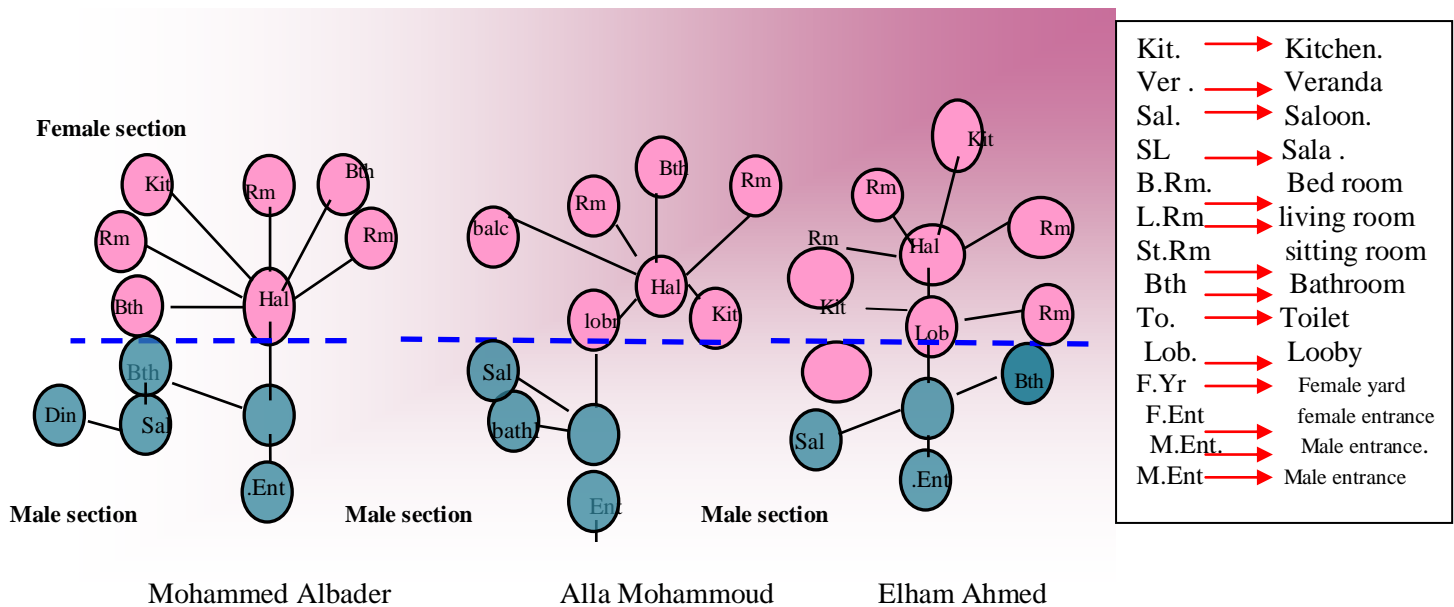 Female section
Kit
Rm
Bth
Rm
Rm
Bth
Hal
Bth
Din
Sal
.Ent
Male section
Mohammed Albader
Bth
Rm
Rm
balc
Hal
lobr
Kit
Sal
bathl
Ent
Male section
Alla Mohammoud
Kit
Rm
Rm
Hal
Rm
Kit
Lob
Rm
Bth
Sal
.Ent
Male section
Elham Ahmed
Kit. Kitchen.
Ver . Veranda
Sal. Saloon.
SL Sala .
B.Rm. Bed room
L.Rm living room
St.Rm sitting room
Bth Bathroom
To. Toilet
Lob. Looby
F.Yr Female yard
F.Ent female entrance
M.Ent. Male entrance.
M.Ent Male entrance